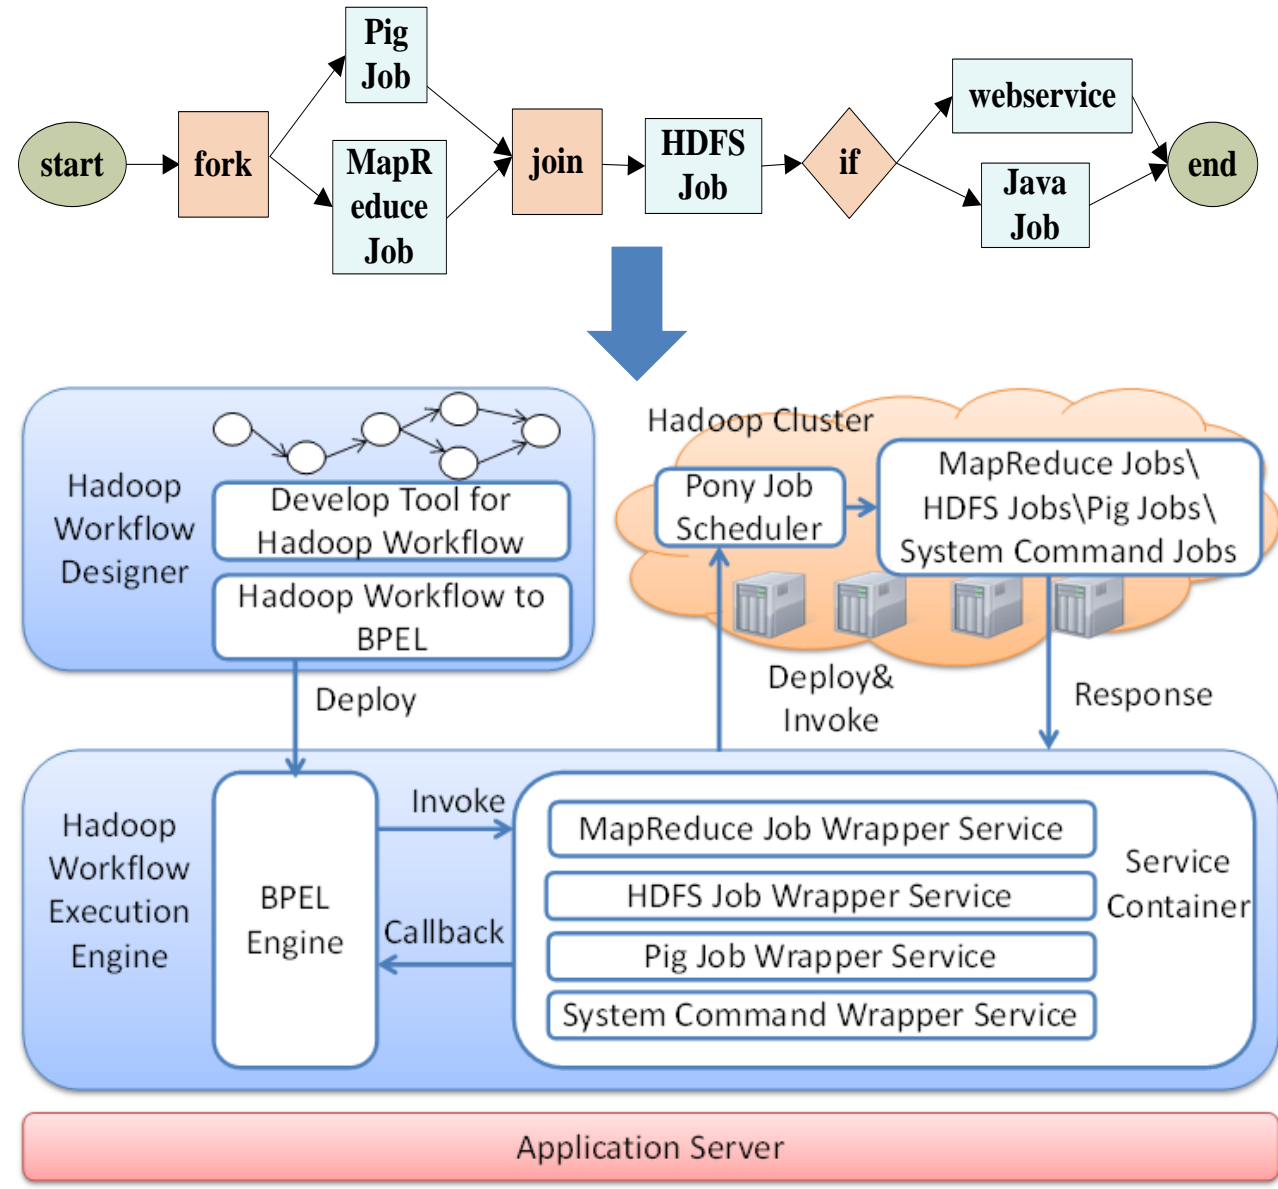 start
fork
Pig
Job
MapR
educe
Job
join
HDFS
Job
if
webservice
Java
Job
end
Hadoop
Workflow
Designer
Develop Tool for
Hadoop Workflow
Hadoop Workflow to
BPEL
Deploy
Hadoop Cluster
Pony Job
Scheduler
MapReduce Jobs\
HDFS Jobs\Pig Jobs\
System Command Jobs
Deploy&
Invoke
Response
Hadoop
Workflow
Execution
Engine
BPEL
Engine
Invoke
Callback
MapReduce Job Wrapper Service
HDFS Job Wrapper Service
Pig Job Wrapper Service
System Command Wrapper Service
Service
Container
Application Server